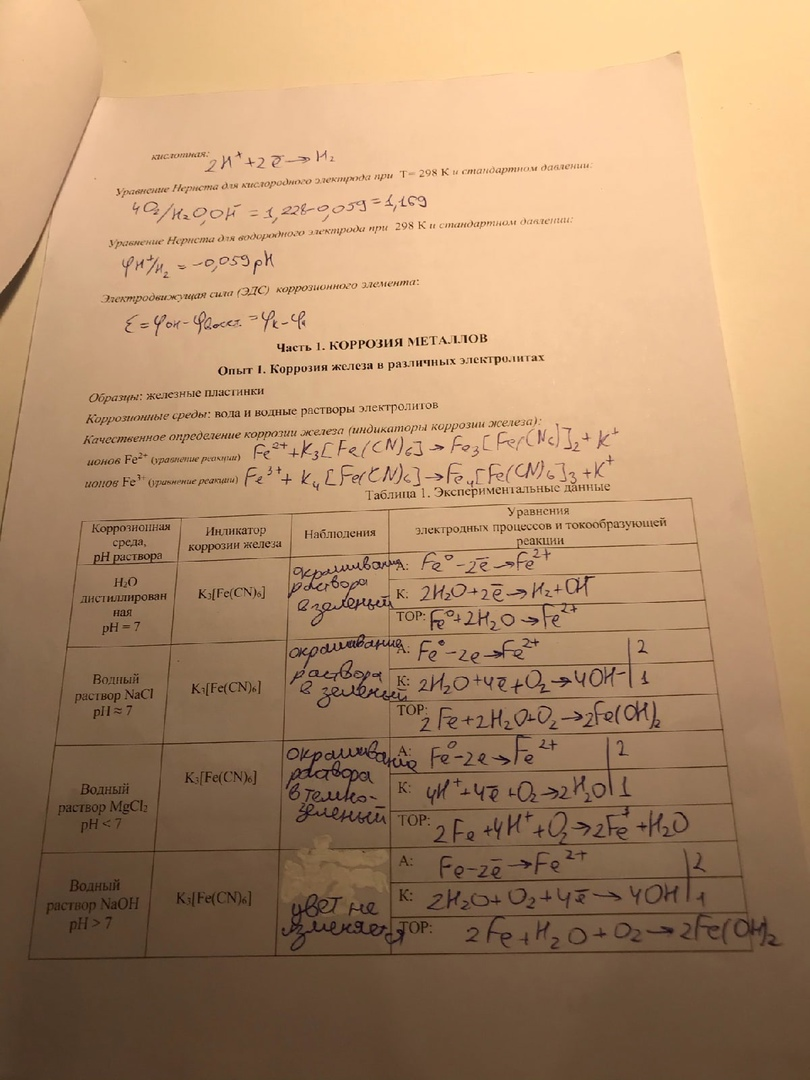 кислотная: 2H⁺+2ē→H₂
Уравнение Нернста для кислородного электрода при T= 298 К и стандартном давлении:
φO₂/H₂O,OH⁻ = 1,228-0,059=1,169
Уравнение Нернста для водородного электрода при 298 К и стандартном давлении:
φH⁺/H₂ = -0,059pH
Электродвижущая сила (ЭДС) коррозионного элемента:
Ɛ=φок-φвосст.=φк-φа
Часть 1. КОРРОЗИЯ МЕТАЛЛОВ
Опыт 1. Коррозия железа в различных электролитах
Образцы: железные пластинки
Коррозионные среды: вода и водные растворы электролитов
Качественное определение коррозии железа (индикаторы коррозии железа):
ионов Fe²⁺ (уравнение реакции) Fe²⁺+K₃[Fe(CN)₆]→Fe₃[Fe(NC)₆]₂+K⁺
ионов Fe³⁺ (уравнение реакции) Fe³⁺+K₄[Fe(CN)₆]→Fe₄[Fe(CN)₆]₃+K⁺
Таблица 1. Экспериментальные данные
Коррозионная среда, pH раствора
Индикатор коррозии железа
Наблюдения
Уравнения электродных процессов и токообразующей реакции
H₂O
дистиллирован
ная
pH = 7
K₃[Fe(CN)₆]
окрашивание
раствора
в зеленый
А: Fe⁰-2ē→Fe²⁺
К: 2H₂O+2ē→H₂+OH⁻
ТОР: Fe⁰+2H₂O→Fe²⁺
Водный
раствор NaCl
pH ≈ 7
K₃[Fe(CN)₆]
окрашивание
раствора
в зеленый
А: Fe⁰-2e→Fe²⁺ | 2
К: 2H₂O+4ē+O₂→4OH⁻ | 1
ТОР: 2Fe+2H₂O+O₂→2Fe(OH)₂
Водный
раствор MgCl₂
pH < 7
K₃[Fe(CN)₆]
окрашивание
раствора
в темно-
зеленый
А: Fe⁰-2e→Fe²⁺ | 2
К: 4H⁺+4ē+O₂→2H₂O | 1
ТОР: 2Fe+4H⁺+O₂→2Fe³+H₂O
Водный
раствор NaOH
pH > 7
K₃[Fe(CN)₆]
цвет не
изменяется
А: Fe-2ē→Fe²⁺ | 2
К: 2H₂O+O₂+4ē→4OH | 1
ТОР: 2Fe+H₂O+O₂→2Fe(OH)₂